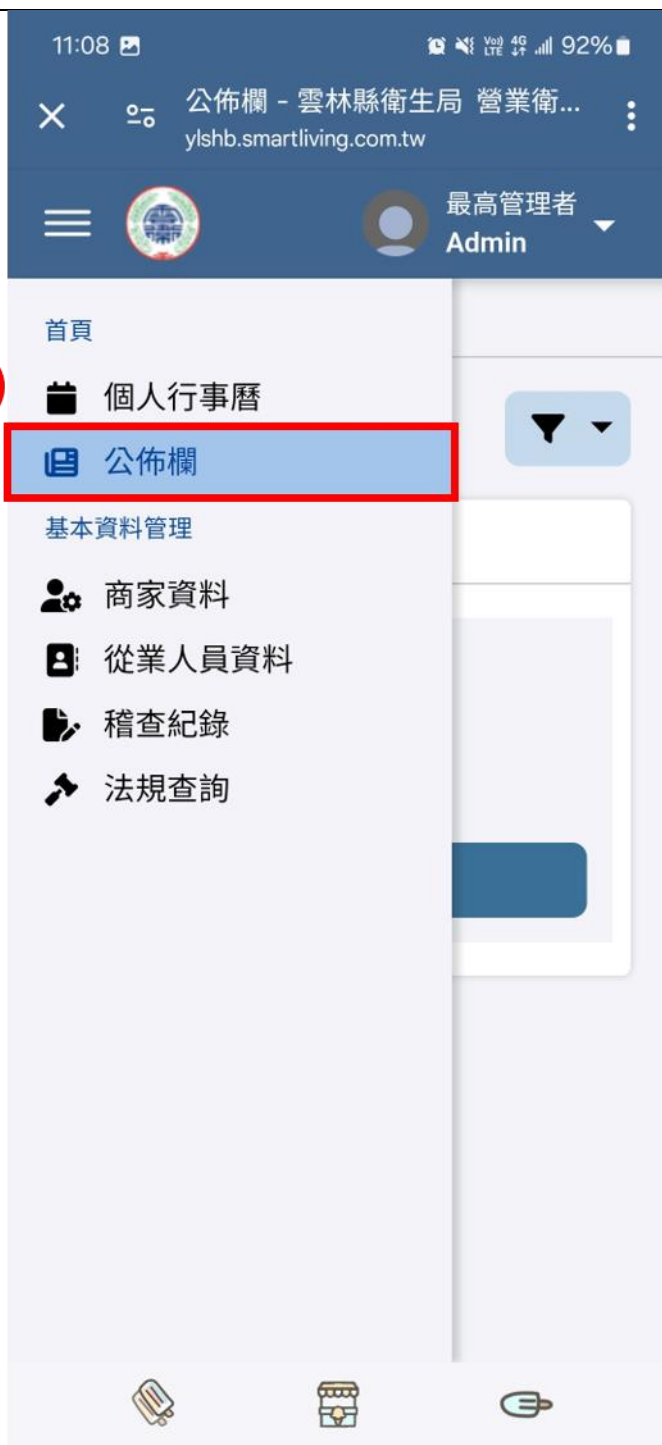 11:08
Vo)) 4G 92%
LTE
公佈欄 - 雲林縣衛生局 營業衛...
ylshb.smartliving.com.tw
最高管理者
Admin
首頁
個人行事曆
公佈欄
基本資料管理
商家資料
從業人員資料
稽查紀錄
法規查詢